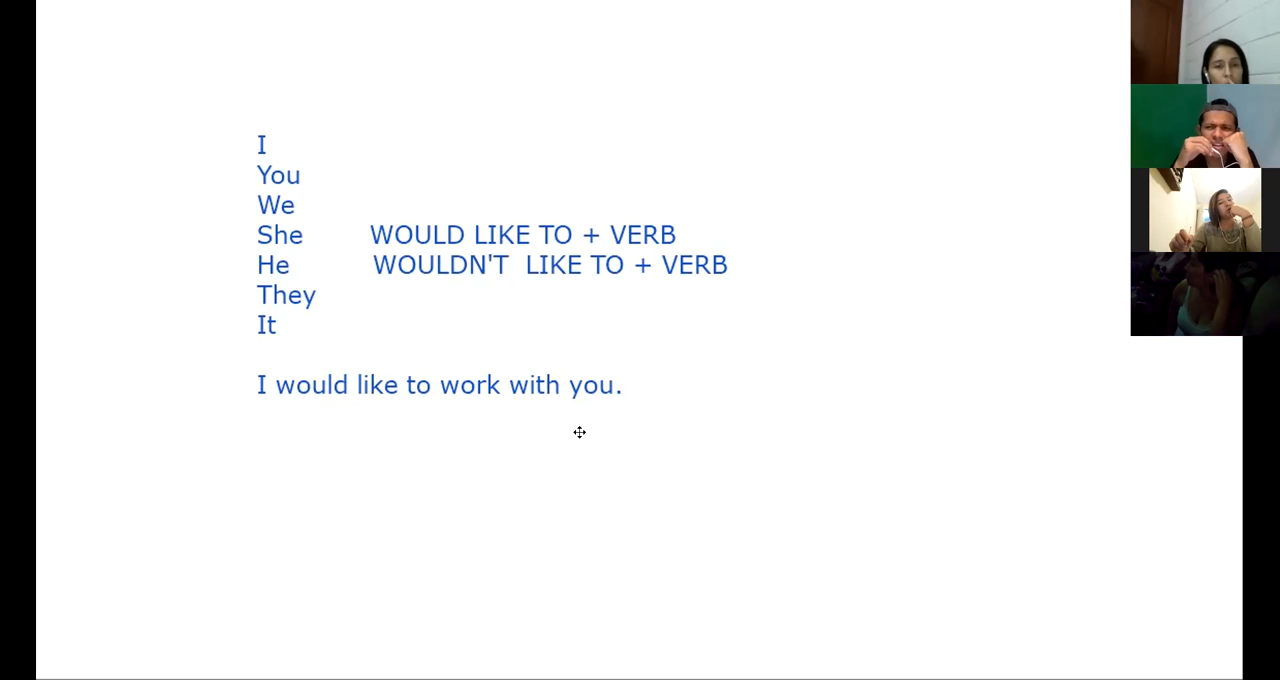 I
You
We
She WOULD LIKE TO + VERB
He WOULDN'T LIKE TO + VERB
They
It
I would like to work with you.